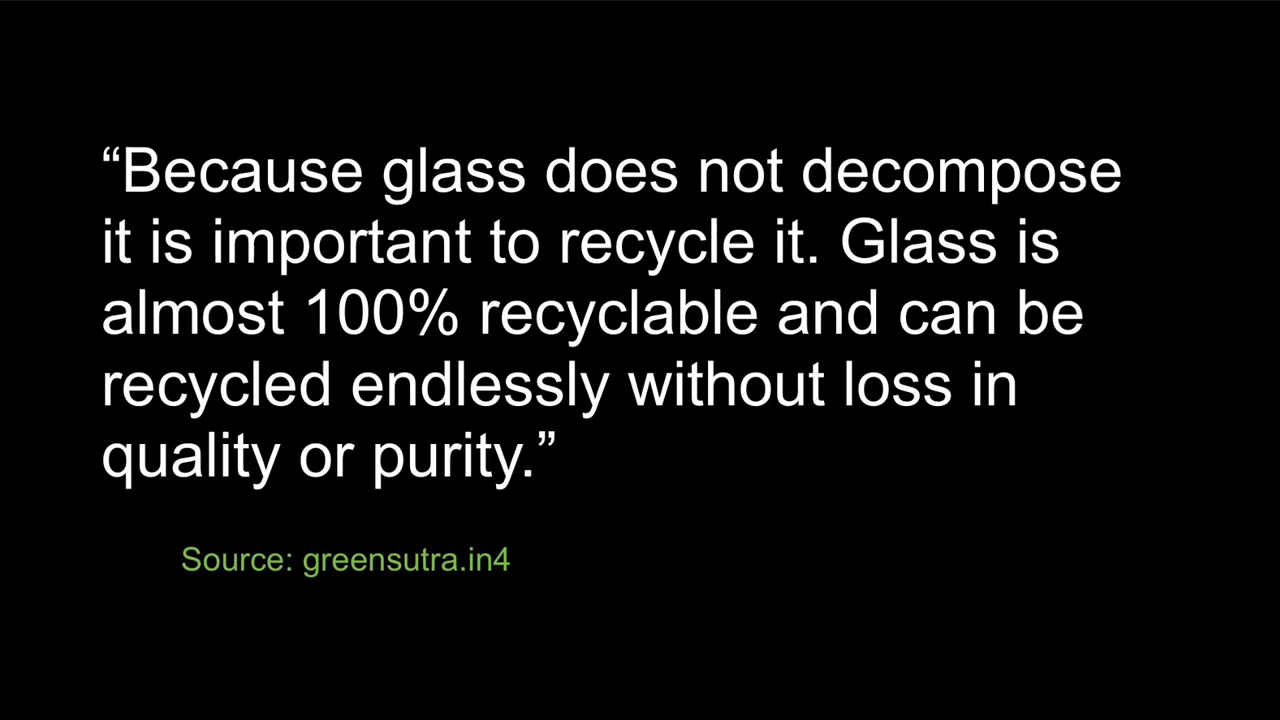 “Because glass does not decompose
it is important to recycle it. Glass is
almost 100% recyclable and can be
recycled endlessly without loss in
quality or purity.”
Source: greensutra.in4